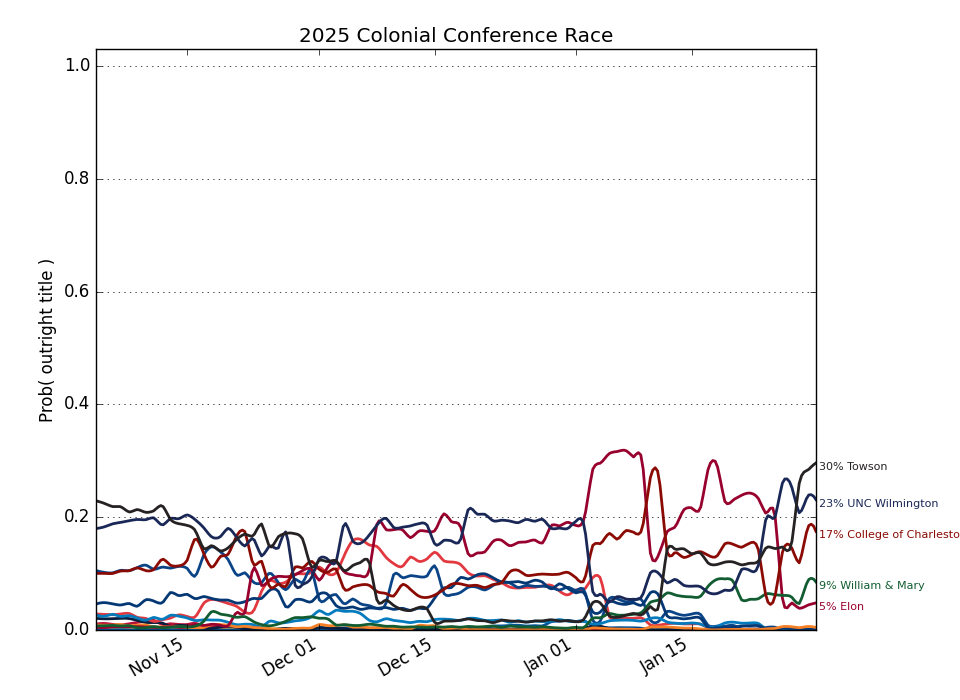 2025 Colonial Conference Race
1.0
0.8
0.6
0.4
0.2
0.0
Prob( outright title )
Nov 15
Dec 01
Dec 15
Jan 01
Jan 15
30% Towson
23% UNC Wilmington
17% College of Charlesto
9% William & Mary
5% Elon